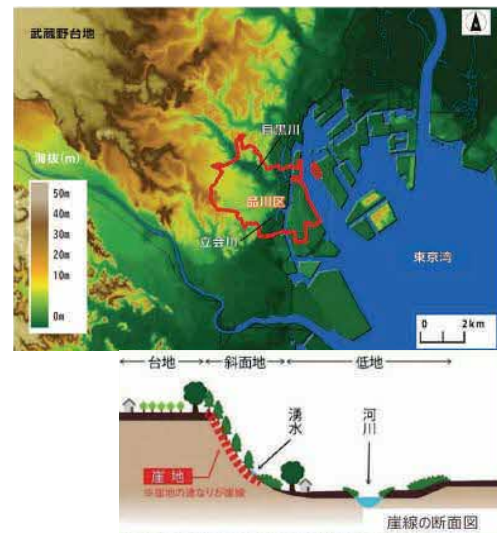 武蔵野台地
海抜(m)
50m
40m
30m
20m
10m
0m
目黒川
品川区
立会川
東京湾
0 2km
台地 斜面地 低地
湧水
河川
崖地
※崖地の連なりが崖線
崖線の断面図